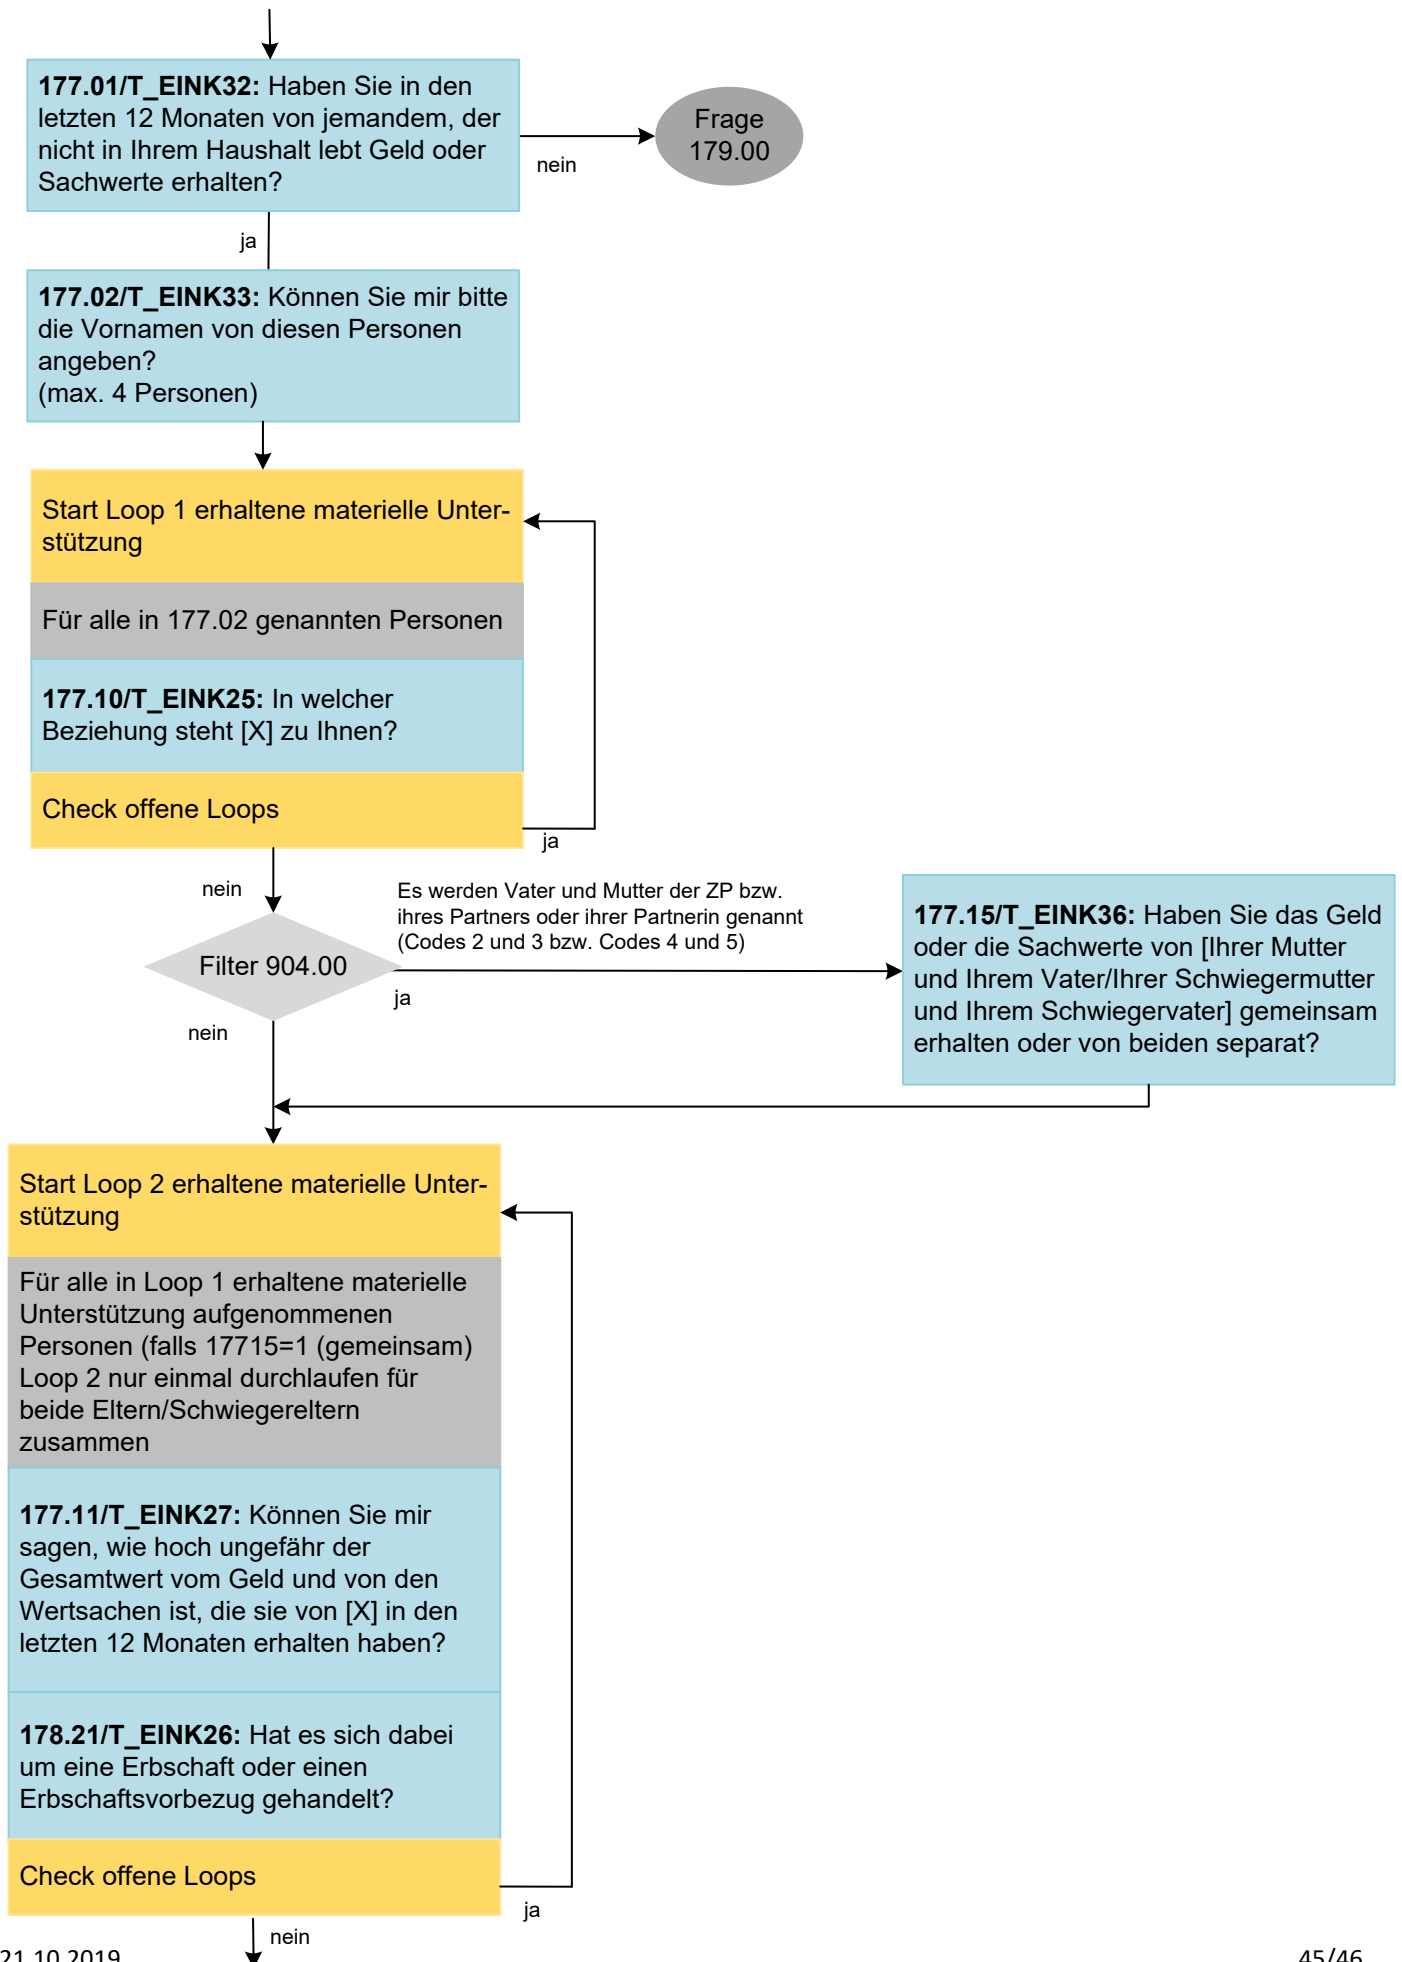 177.01/T_EINK32: Haben Sie in den
letzten 12 Monaten von jemandem, der
nicht in Ihrem Haushalt lebt Geld oder
Sachwerte erhalten?
nein
Frage
179.00
ja
177.02/T_EINK33: Können Sie mir bitte
die Vornamen von diesen Personen
angeben?
(max. 4 Personen)
Start Loop 1 erhaltene materielle Unter-
stützung
Für alle in 177.02 genannten Personen
177.10/T_EINK25: In welcher
Beziehung steht [X] zu Ihnen?
Check offene Loops
ja
nein
Filter 904.00
Es werden Vater und Mutter der ZP bzw.
ihres Partners oder ihrer Partnerin genannt
(Codes 2 und 3 bzw. Codes 4 und 5)
ja
177.15/T_EINK36: Haben Sie das Geld
oder die Sachwerte von [Ihrer Mutter
und Ihrem Vater/Ihrer Schwiegermutter
und Ihrem Schwiegervater] gemeinsam
erhalten oder von beiden separat?
nein
Start Loop 2 erhaltene materielle Unter-
stützung
Für alle in Loop 1 erhaltene materielle
Unterstützung aufgenommenen
Personen (falls 17715=1 (gemeinsam)
Loop 2 nur einmal durchlaufen für
beide Eltern/Schwiegereltern
zusammen
177.11/T_EINK27: Können Sie mir
sagen, wie hoch ungefähr der
Gesamtwert vom Geld und von den
Wertsachen ist, die sie von [X] in den
letzten 12 Monaten erhalten haben?
178.21/T_EINK26: Hat es sich dabei
um eine Erbschaft oder einen
Erbschaftsvorbezug gehandelt?
Check offene Loops
ja
nein
21.10.2019
45/46